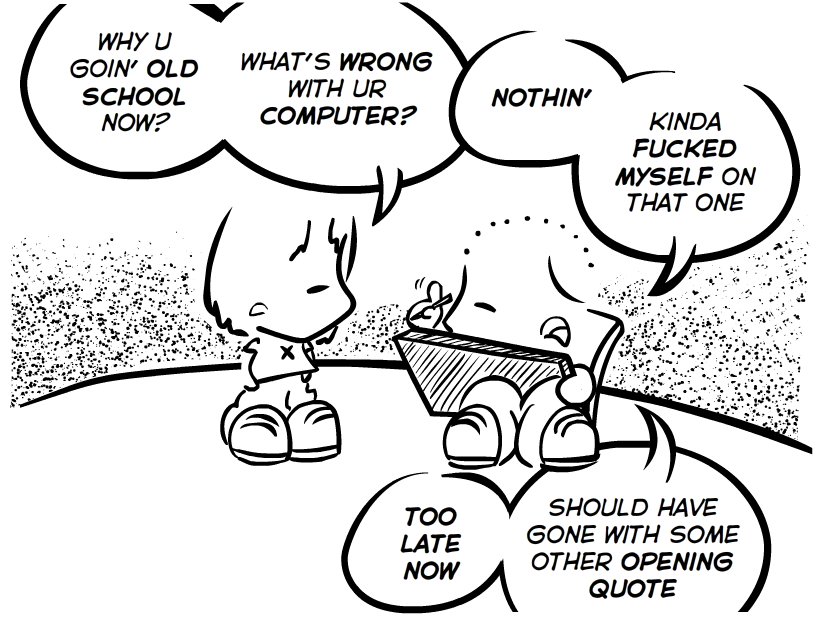 WHY U
GOIN' OLD
SCHOOL
NOW?
WHAT'S WRONG
WITH UR
COMPUTER?
NOTHIN'
KINDA
FUCKED
MYSELF ON
THAT ONE
TOO
LATE
NOW
SHOULD HAVE
GONE WITH SOME
OTHER OPENING
QUOTE